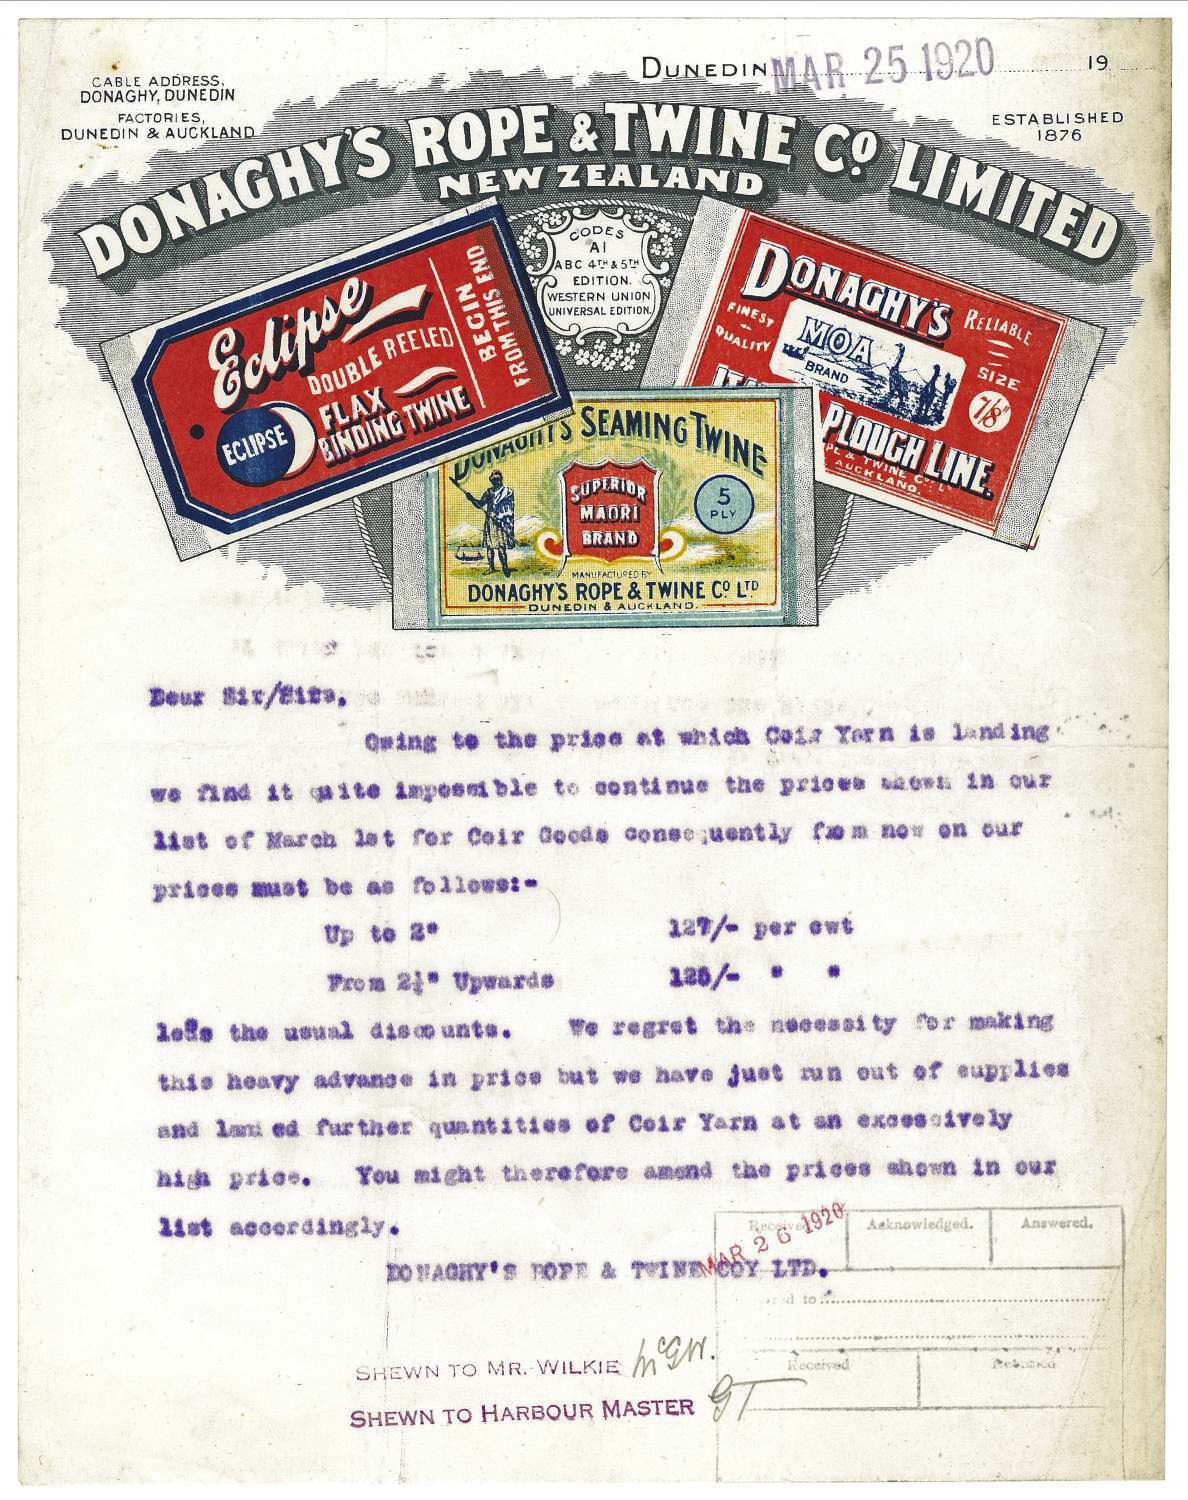 CABLE ADDRESS,
DONAGHY, DUNEDIN
FACTORIES,
DUNEDIN & AUCKLAND
DUNEDIN MAR 25 1920 19
ESTABLISHED
1876
DONAGHY'S ROPE & TWINE CO. LIMITED
NEW ZEALAND
CODES
A1
ABC 4TH & 5TH
EDITION.
WESTERN UNION,
UNIVERSAL EDITION.
Eclipse
DOUBLE REELED
FLAX
BINDING TWINE
ECLIPSE
BEGIN
FROM THIS END
DONAGHY'S
FINEST
QUALITY
MOA
BRAND
RELIABLE
SIZE
7/8"
PLOUGH LINE.
& TWINE CO. L
AUCKLAND.
DONAGHY'S SEAMING TWINE
SUPERIOR
MAORI
BRAND
5
PLY
MANUFACTURED BY
DONAGHY'S ROPE & TWINE CO LTD
DUNEDIN & AUCKLAND.
Dear Sir/Sirs,
Owing to the price at which Coir Yarn is landing
we find it quite impossible to continue the prices shown in our
list of March 1st for Coir Goods consequently from now on our
prices must be as follows:-
Up to 2" 127/- per cwt
From 2¼" Upwards 125/- " "
less the usual discounts. We regret the necessity for making
this heavy advance in price but we have just run out of supplies
and landed further quantities of Coir Yarn at an excessively
high price. You might therefore amend the prices shown in our
list accordingly.
DONAGHY'S ROPE & TWINE COY LTD.
Received Acknowledged. Answered.
MAR 26 1920
to
Received
SHEWN TO MR. WILKIE McGW.
SHEWN TO HARBOUR MASTER GT